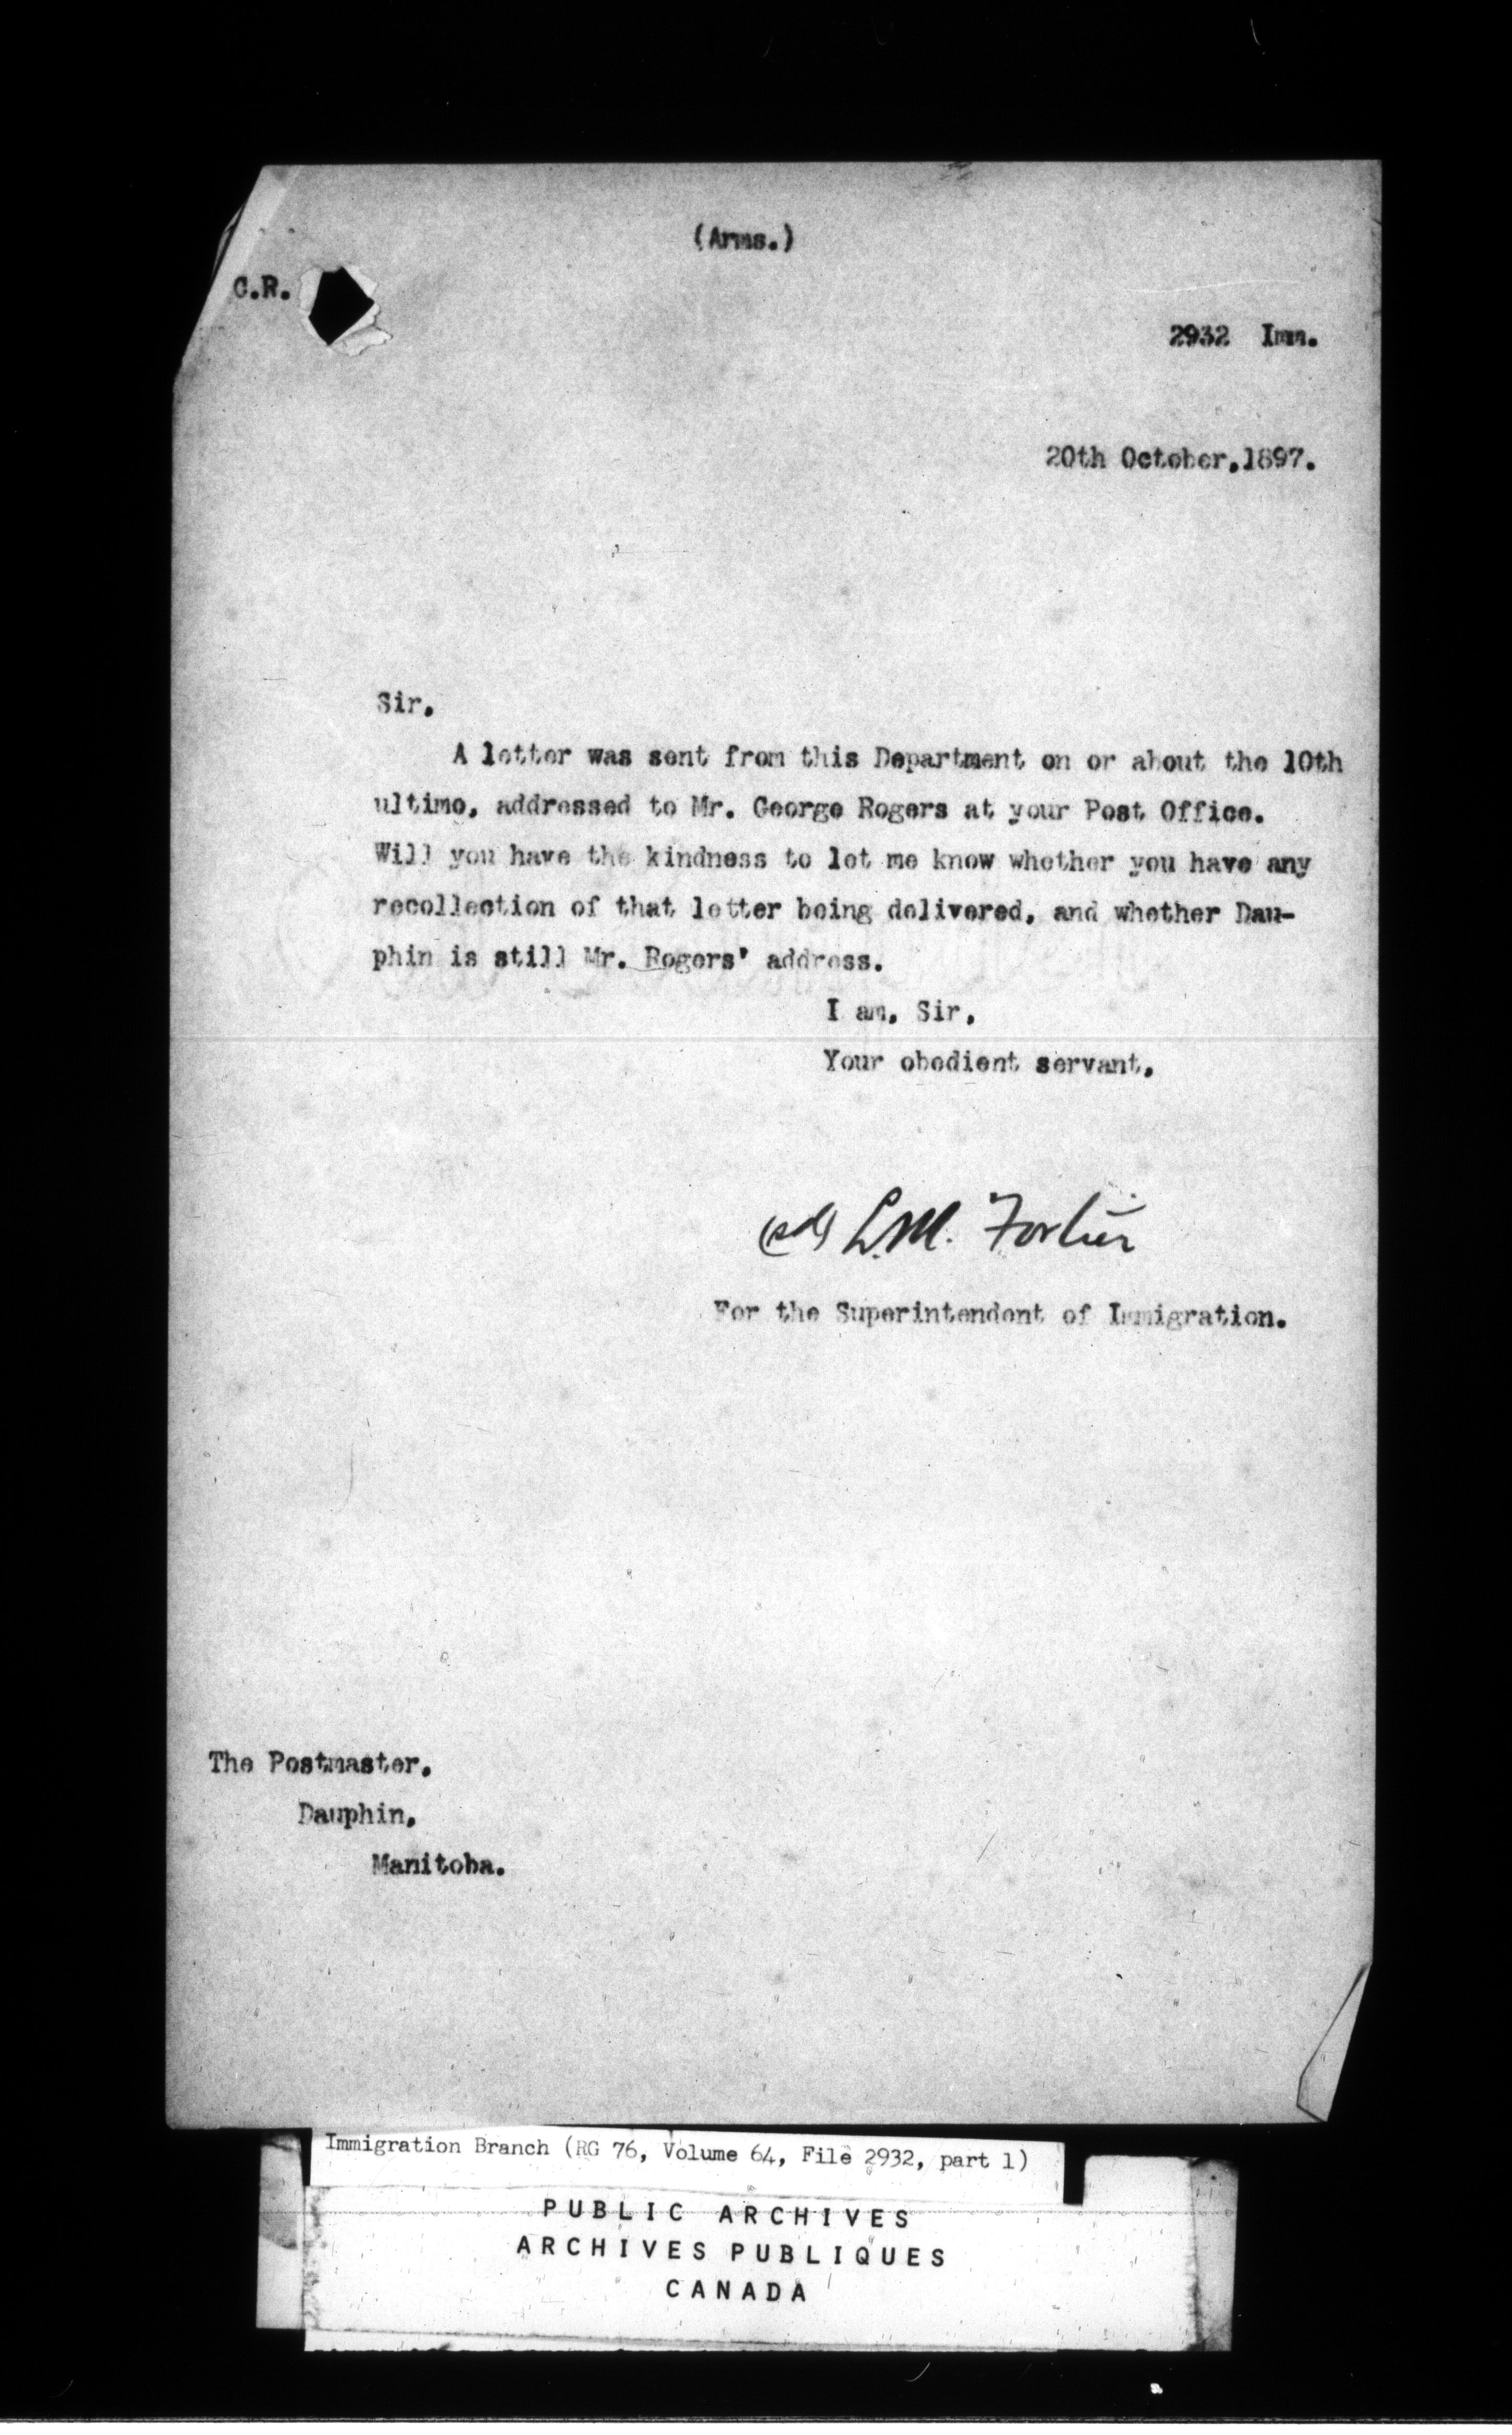 (Arms.)
C.R.
2932 Imm.
20th October,1897.
Sir,
A letter was sent from this Department on or about the 10th
ultimo, addressed to Mr. George Rogers at your Post Office.
Will you have the kindness to let me know whether you have any
recollection of that letter being delivered, and whether Dau-
phin is still Mr. Rogers' address.
I am, Sir,
Your obedient servant,
(sd) L.M. Fortier
For the Superintendent of Immigration.
The Postmaster,
Dauphin,
Manitoba.
Immigration Branch (RG 76, Volume 64, File 2932, part 1)
PUBLIC ARCHIVES
ARCHIVES PUBLIQUES
CANADA